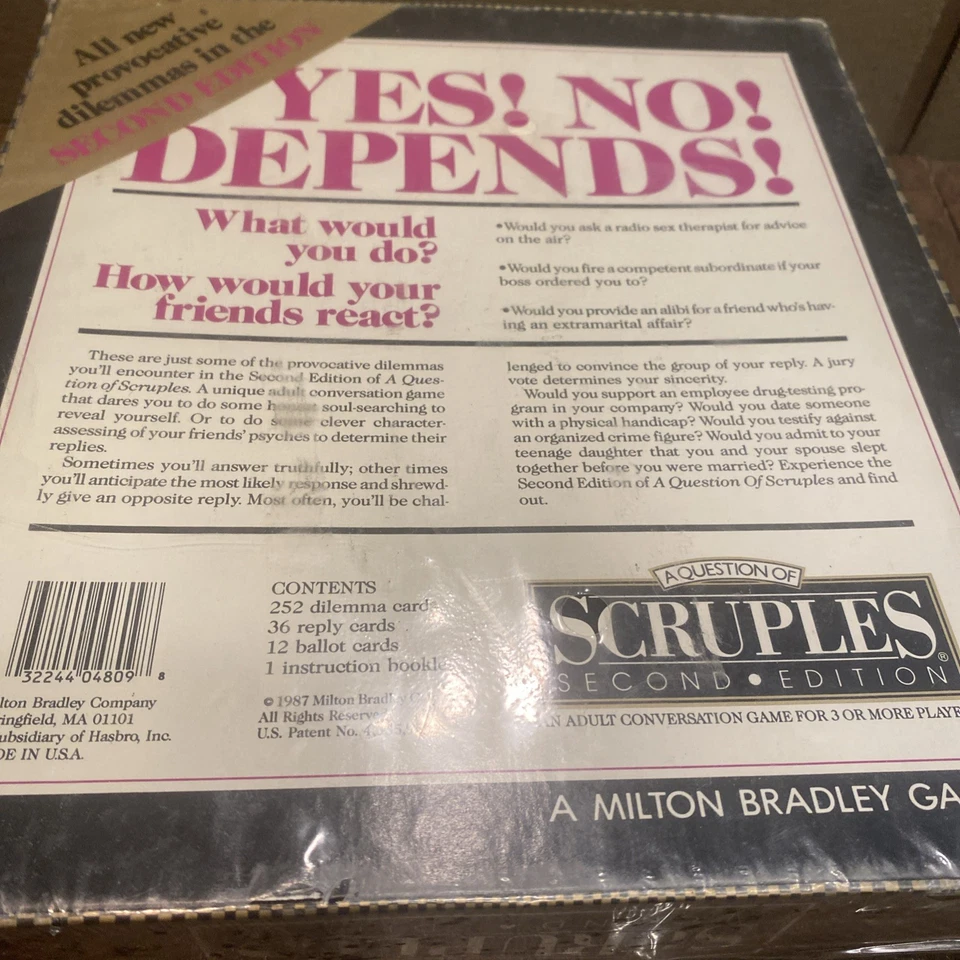 All new
provocative
dilemmas in the
SECOND EDITION
YES! NO!
DEPENDS!
What would
you do?
How would your
friends react?
•Would you ask a radio sex therapist for advice
on the air?
•Would you fire a competent subordinate if your
boss ordered you to?
•Would you provide an alibi for a friend who's hav-
ing an extramarital affair?
These are just some of the provocative dilemmas
you'll encounter in the Second Edition of A Ques-
tion of Scruples. A unique adult conversation game
that dares you to do some soul-searching to
reveal yourself. Or to do some clever character-
assessing of your friends' psyches to determine their
replies.
Sometimes you'll answer truthfully; other times
you'll anticipate the most likely response and shrewd-
ly give an opposite reply. Most often, you'll be chal-
lenged to convince the group of your reply. A jury
vote determines your sincerity.
Would you support an employee drug-testing pro-
gram in your company? Would you date someone
with a physical handicap? Would you testify against
an organized crime figure? Would you admit to your
teenage daughter that you and your spouse slept
together before you were married? Experience the
Second Edition of A Question Of Scruples and find
out.
32244 04809 8
lton Bradley Company
ringfield, MA 01101
ubsidiary of Hasbro, Inc.
DE IN U.S.A.
CONTENTS
252 dilemma card
36 reply cards
12 ballot cards
1 instruction bookl
© 1987 Milton Bradl
All Rights Reserve
U.S. Patent No.
A QUESTION OF
SCRUPLES®
SECOND • EDITION
AN ADULT CONVERSATION GAME FOR 3 OR MORE PLAYE
A MILTON BRADLEY GA